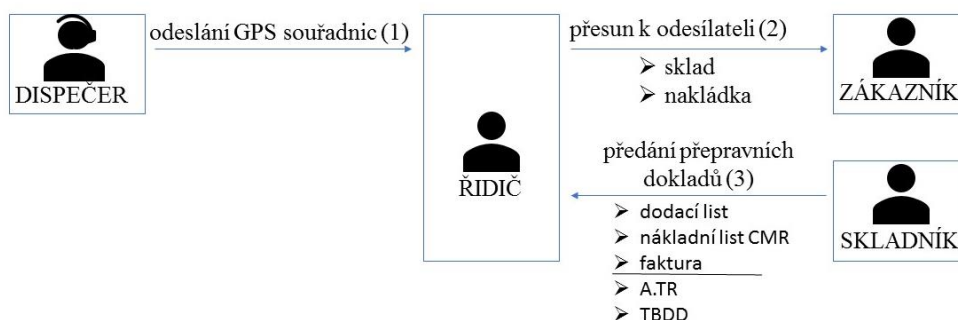 odeslání GPS souřadnic (1)
DISPEČER
ŘIDIČ
přesun k odesílateli (2)
➢ sklad
➢ nakládka
ZÁKAZNÍK
předání přepravních
dokladů (3)
➢ dodací list
➢ nákladní list CMR
➢ faktura
➢ A.TR
➢ TBDD
SKLADNÍK